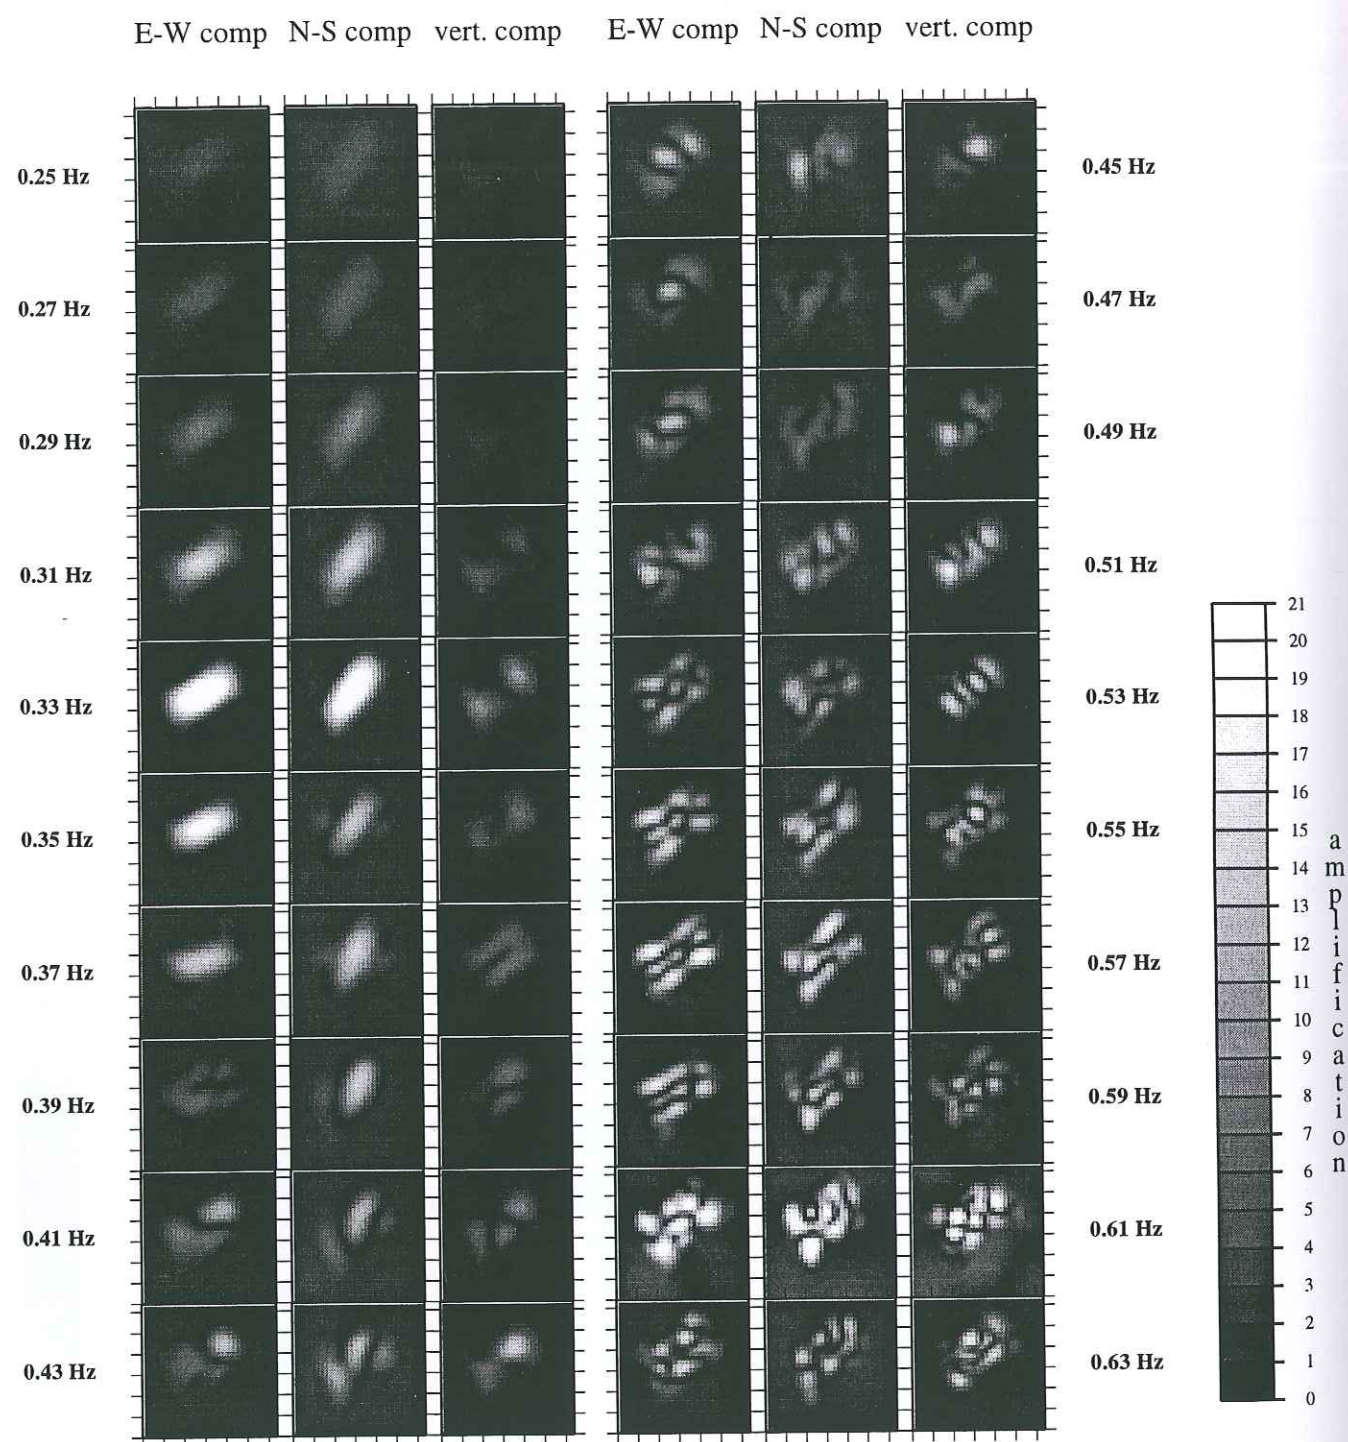 E-W comp N-S comp vert. comp E-W comp N-S comp vert. comp
0.25 Hz 0.45 Hz
0.27 Hz 0.47 Hz
0.29 Hz 0.49 Hz
0.31 Hz 0.51 Hz
0.33 Hz 0.53 Hz
0.35 Hz 0.55 Hz
0.37 Hz 0.57 Hz
0.39 Hz 0.59 Hz
0.41 Hz 0.61 Hz
0.43 Hz 0.63 Hz
21
20
19
18
17
16
15
14
13
12
11
10
9
8
7
6
5
4
3
2
1
0
amplification